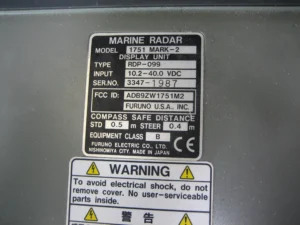 MARINE RADAR
MODEL 1751 MARK-2
DISPLAY UNIT
TYPE RDP-099
INPUT 10.2-40.0 VDC
SER.NO. 3347-1987
FCC ID: ADB9ZW1751M2
FURUNO U.S.A. INC.
COMPASS SAFE DISTANCE
STD 0.5 m STEER 0.4 m
EQUIPMENT CLASS B
FURUNO ELECTRIC CO., LTD.
NISHINOMIYA CITY, MADE IN JAPAN
WARNING
To avoid electrical shock, do not
remove cover. No user-serviceable
parts inside.
警告